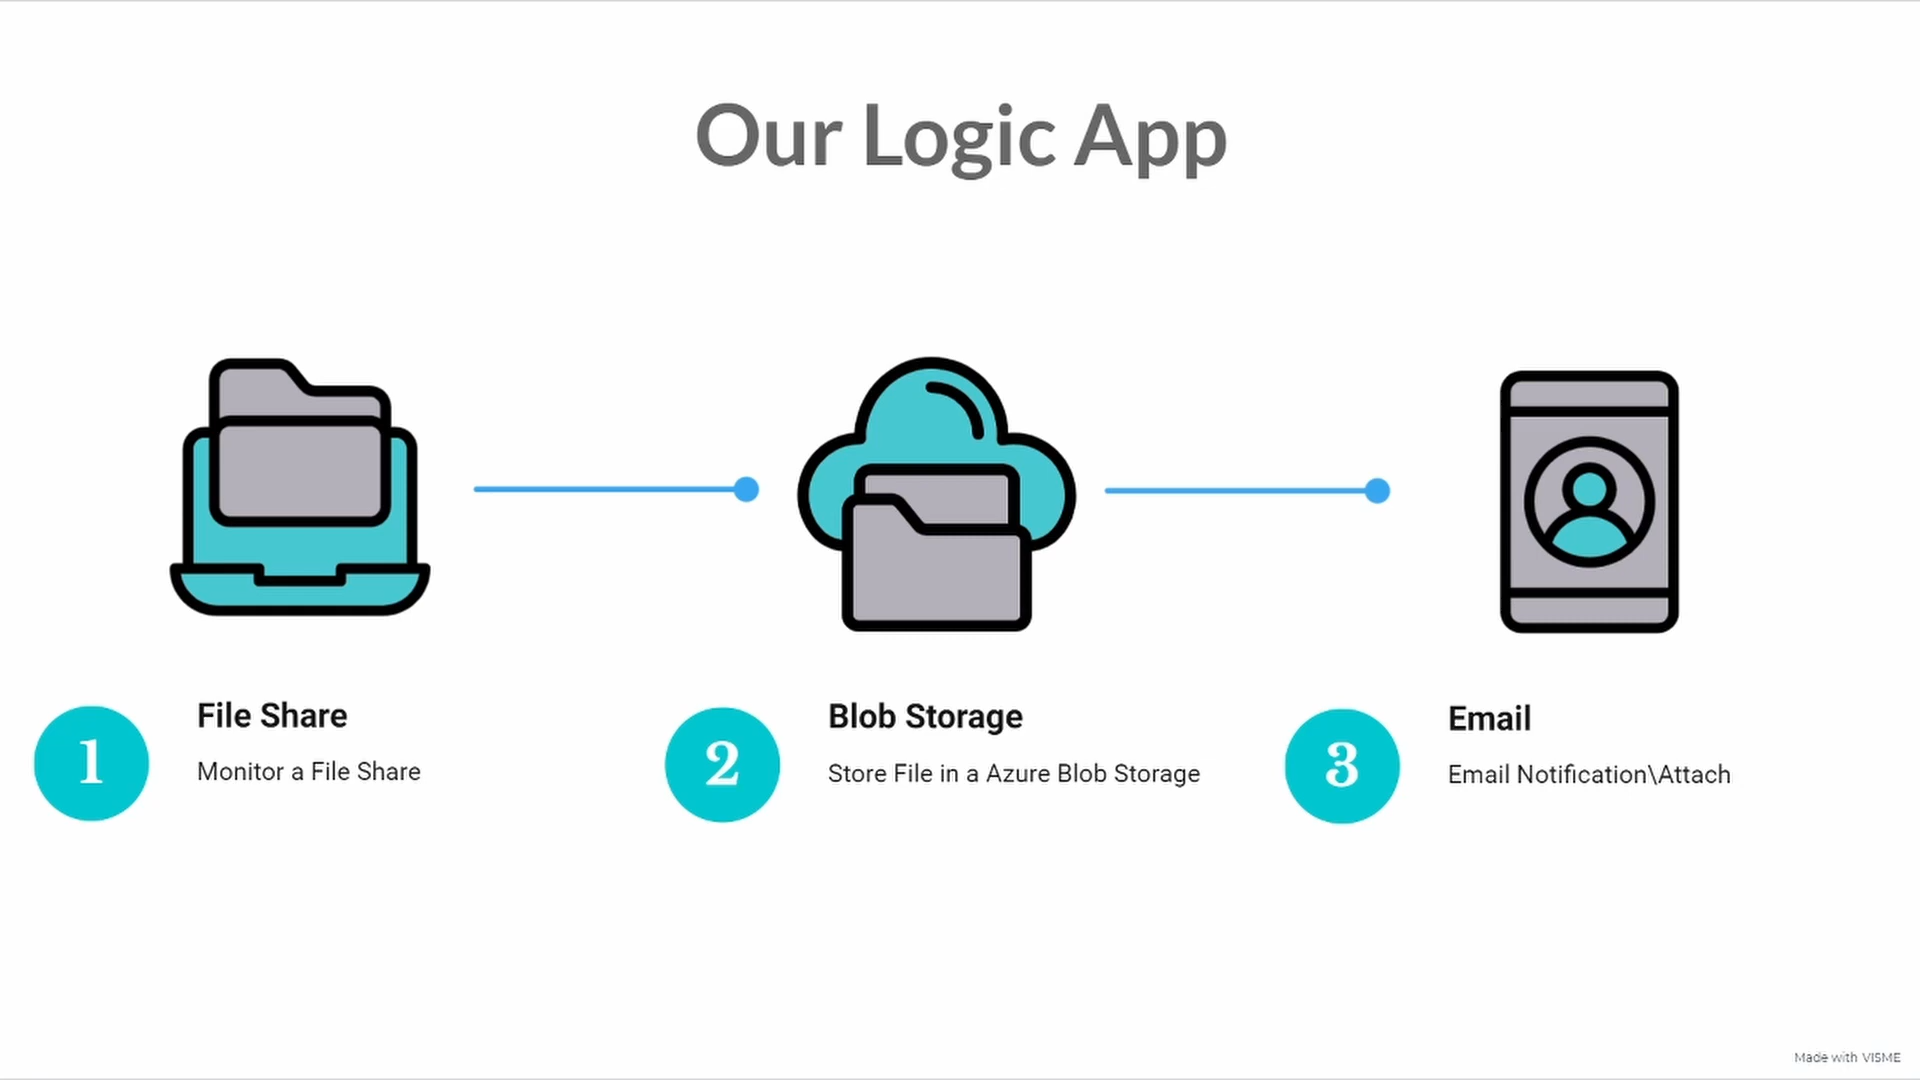 Our Logic App
1
File Share
Monitor a File Share
2
Blob Storage
Store File in a Azure Blob Storage
3
Email
Email Notification\Attach
Made with VISME